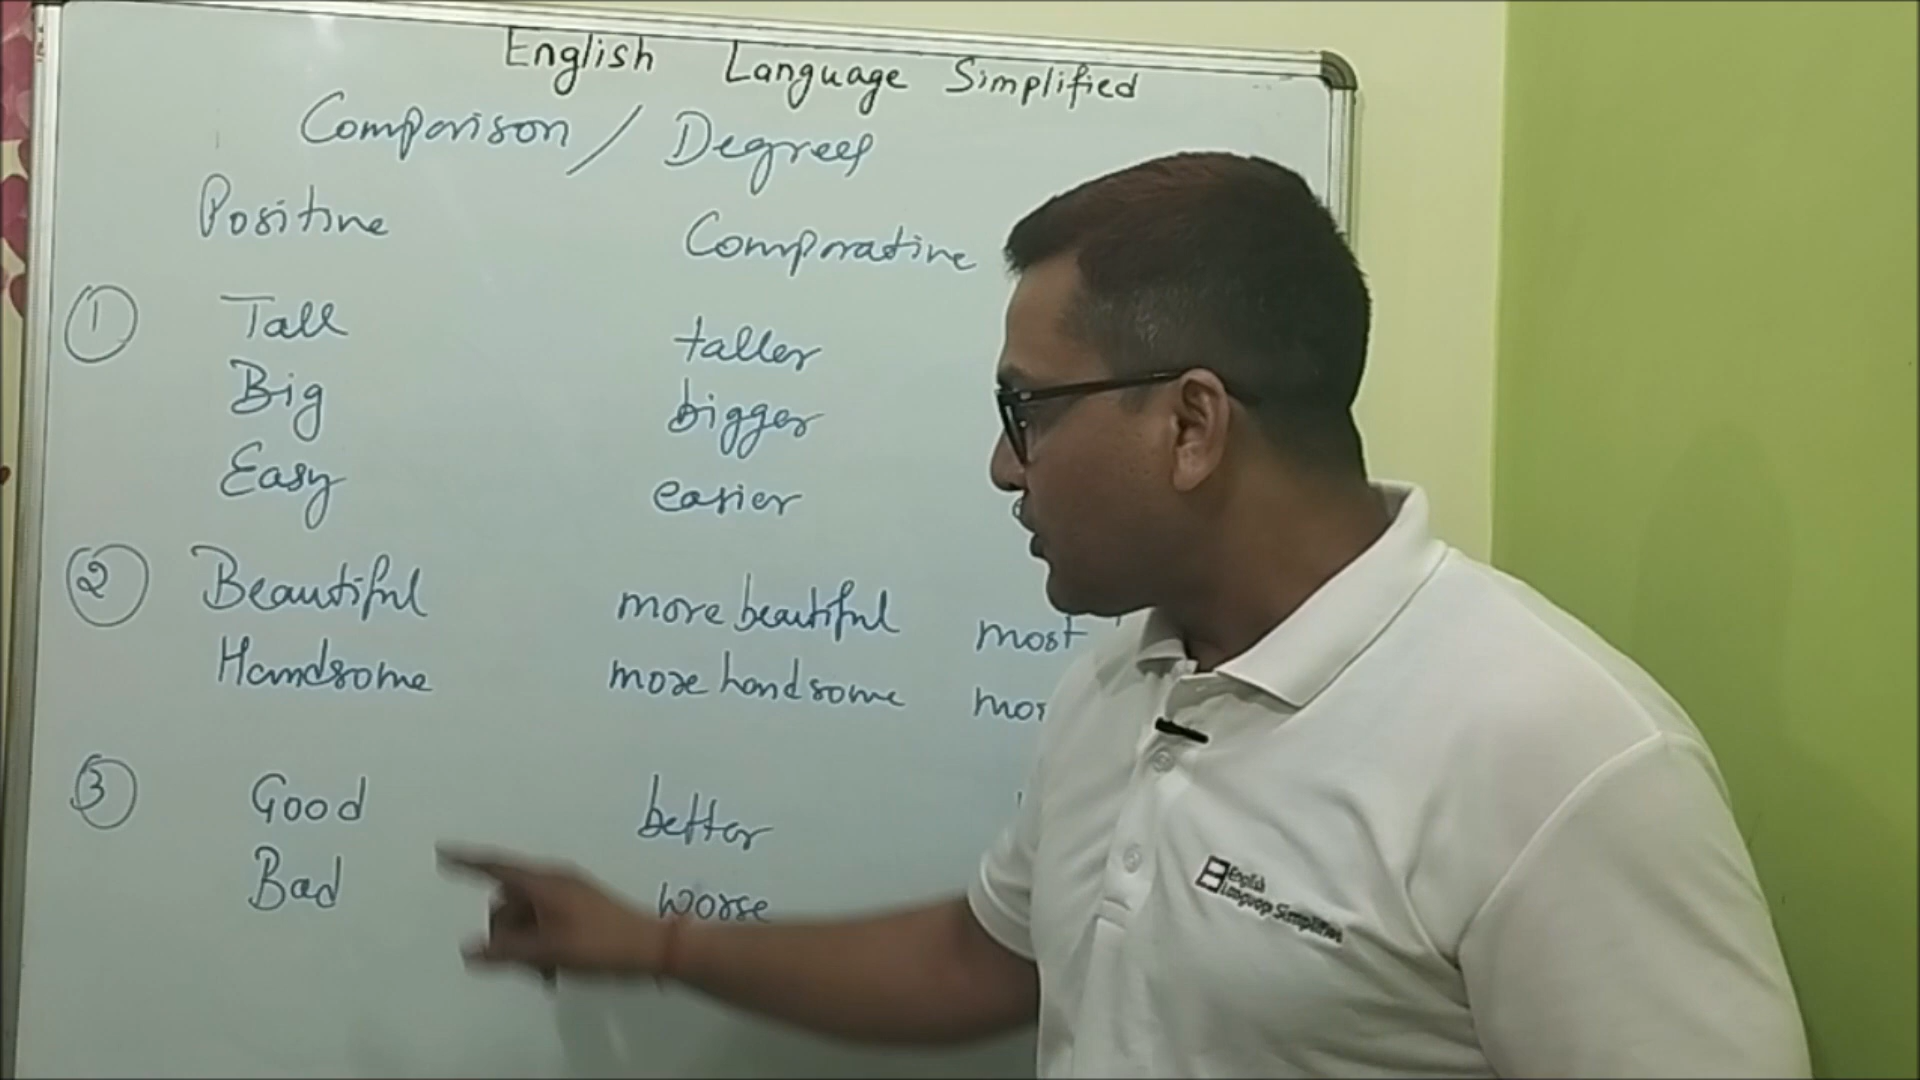 English Language Simplified
Comparison / Degrees
Positive Comparative
1 Tall taller
Big bigger
Easy easier
2 Beautiful more beautiful most
Handsome more handsome
3 Good better
Bad worse
English
Language Simplified